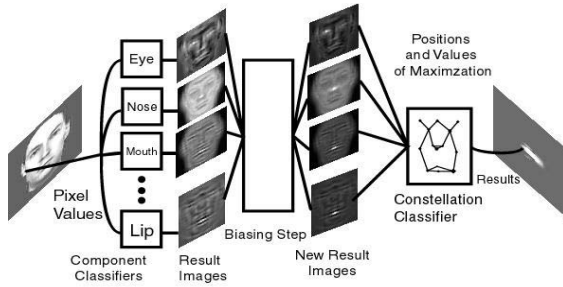 Eye
Nose
Mouth
Lip
Pixel
Values
Component
Classifiers
Result
Images
Biasing Step
New Result
Images
Positions
and Values
of Maximzation
Constellation
Classifier
Results